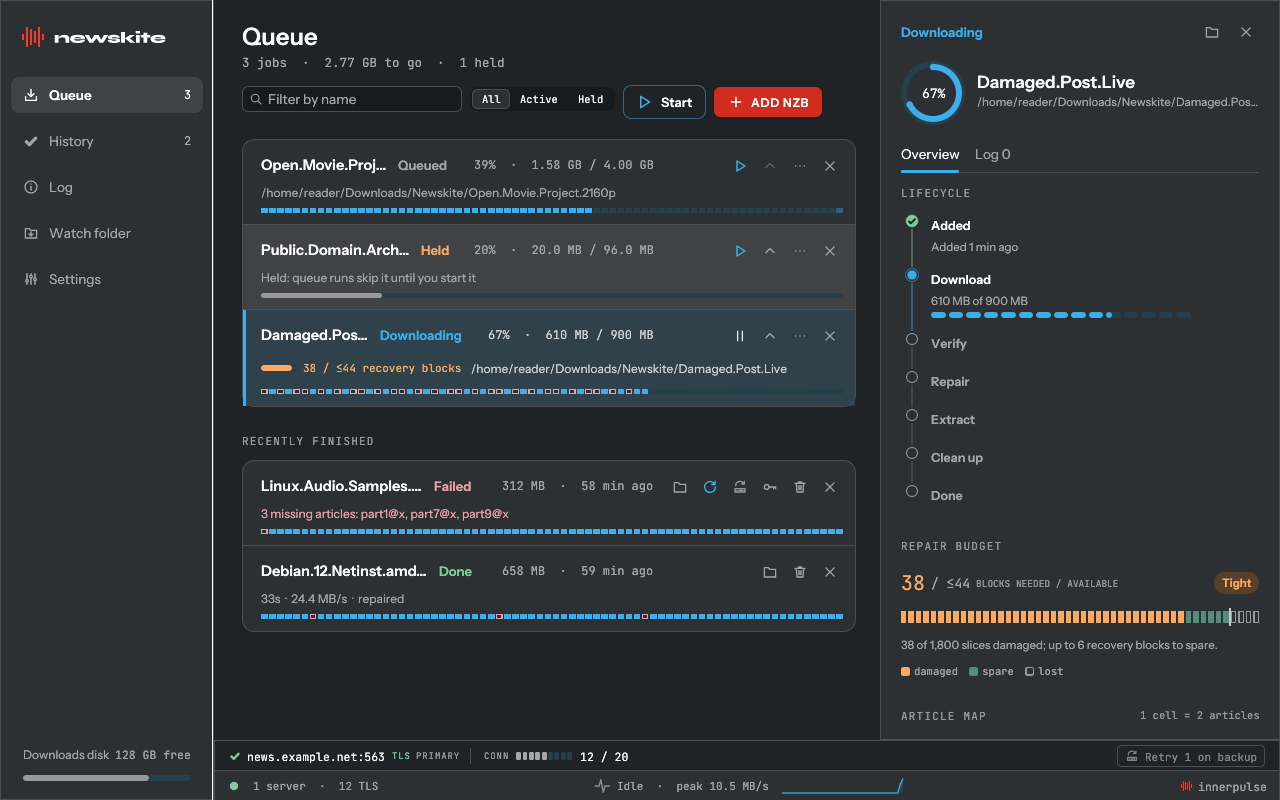 newskite
Queue 3
History 2
Log
Watch folder
Settings
Downloads disk 128 GB free
Queue
3 jobs · 2.77 GB to go · 1 held
Filter by name
All Active Held
Start
ADD NZB
Open.Movie.Proj... Queued 39% · 1.58 GB / 4.00 GB
/home/reader/Downloads/Newskite/Open.Movie.Project.2160p
Public.Domain.Arch... Held 20% · 20.0 MB / 96.0 MB
Held: queue runs skip it until you start it
Damaged.Pos... Downloading 67% · 610 MB / 900 MB
38 / ≤44 recovery blocks /home/reader/Downloads/Newskite/Damaged.Post.Live
RECENTLY FINISHED
Linux.Audio.Samples.... Failed 312 MB · 58 min ago
3 missing articles: part1@x, part7@x, part9@x
Debian.12.Netinst.amd... Done 658 MB · 59 min ago
33s · 24.4 MB/s · repaired
Downloading
67%
Damaged.Post.Live
/home/reader/Downloads/Newskite/Damaged.Pos...
Overview Log 0
LIFECYCLE
Added
Added 1 min ago
Download
610 MB of 900 MB
Verify
Repair
Extract
Clean up
Done
REPAIR BUDGET
38 / ≤44 BLOCKS NEEDED / AVAILABLE Tight
38 of 1,800 slices damaged; up to 6 recovery blocks to spare.
damaged spare lost
ARTICLE MAP 1 cell = 2 articles
news.example.net:563 TLS PRIMARY CONN 12 / 20 Retry 1 on backup
1 server · 12 TLS Idle · peak 10.5 MB/s innerpulse